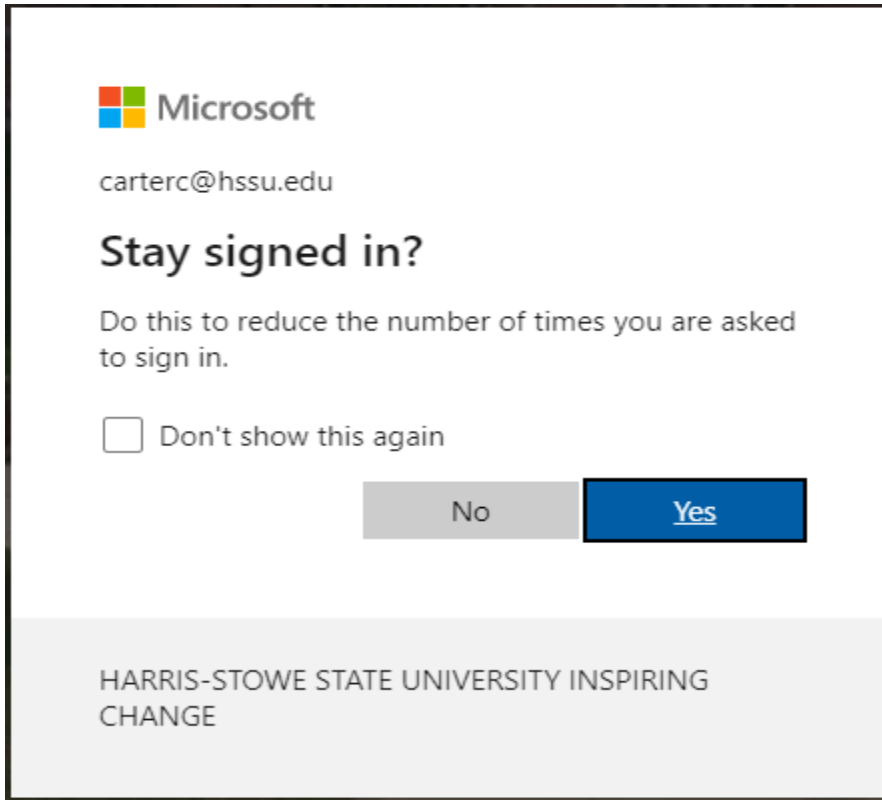 Microsoft
carterc@hssu.edu
Stay signed in?
Do this to reduce the number of times you are asked
to sign in.
Don't show this again
No
Yes
HARRIS-STOWE STATE UNIVERSITY INSPIRING
CHANGE